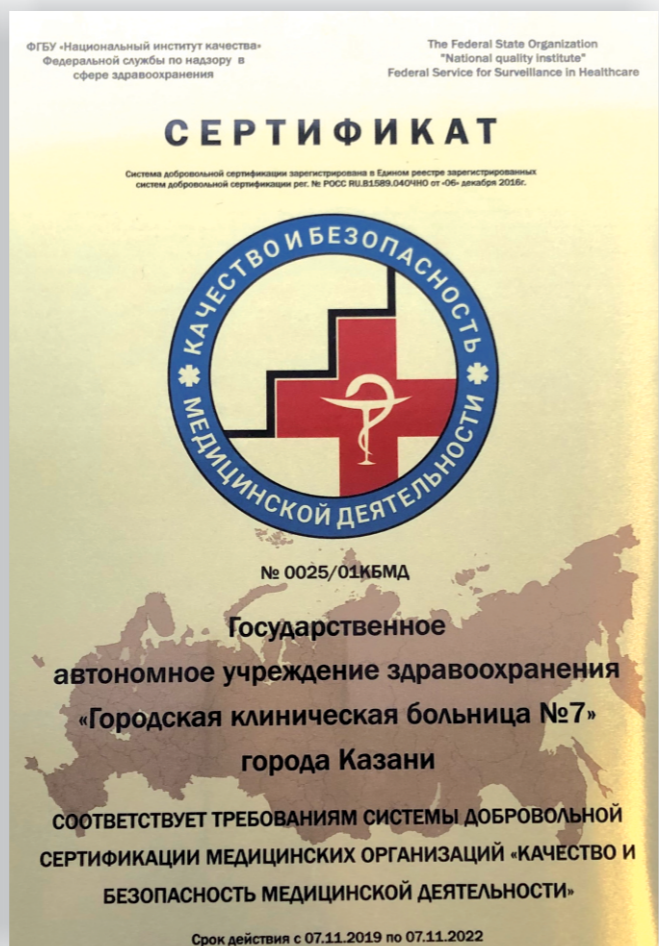 ФГБУ «Национальный институт качества»
Федеральной службы по надзору в
сфере здравоохранения
The Federal State Organization
"National quality institute"
Federal Service for Surveillance in Healthcare
СЕРТИФИКАТ
Система добровольной сертификации зарегистрирована в Едином реестре зарегистрированных
систем добровольной сертификации рег. № РОСС RU.В1589.04ОЧН0 от «06» декабря 2016г.
КАЧЕСТВО И БЕЗОПАСНОСТЬ
МЕДИЦИНСКОЙ ДЕЯТЕЛЬНОСТИ
№ 0025/01КБМД
Государственное
автономное учреждение здравоохранения
«Городская клиническая больница №7»
города Казани
СООТВЕТСТВУЕТ ТРЕБОВАНИЯМ СИСТЕМЫ ДОБРОВОЛЬНОЙ
СЕРТИФИКАЦИИ МЕДИЦИНСКИХ ОРГАНИЗАЦИЙ «КАЧЕСТВО И
БЕЗОПАСНОСТЬ МЕДИЦИНСКОЙ ДЕЯТЕЛЬНОСТИ»
Срок действия с 07.11.2019 по 07.11.2022